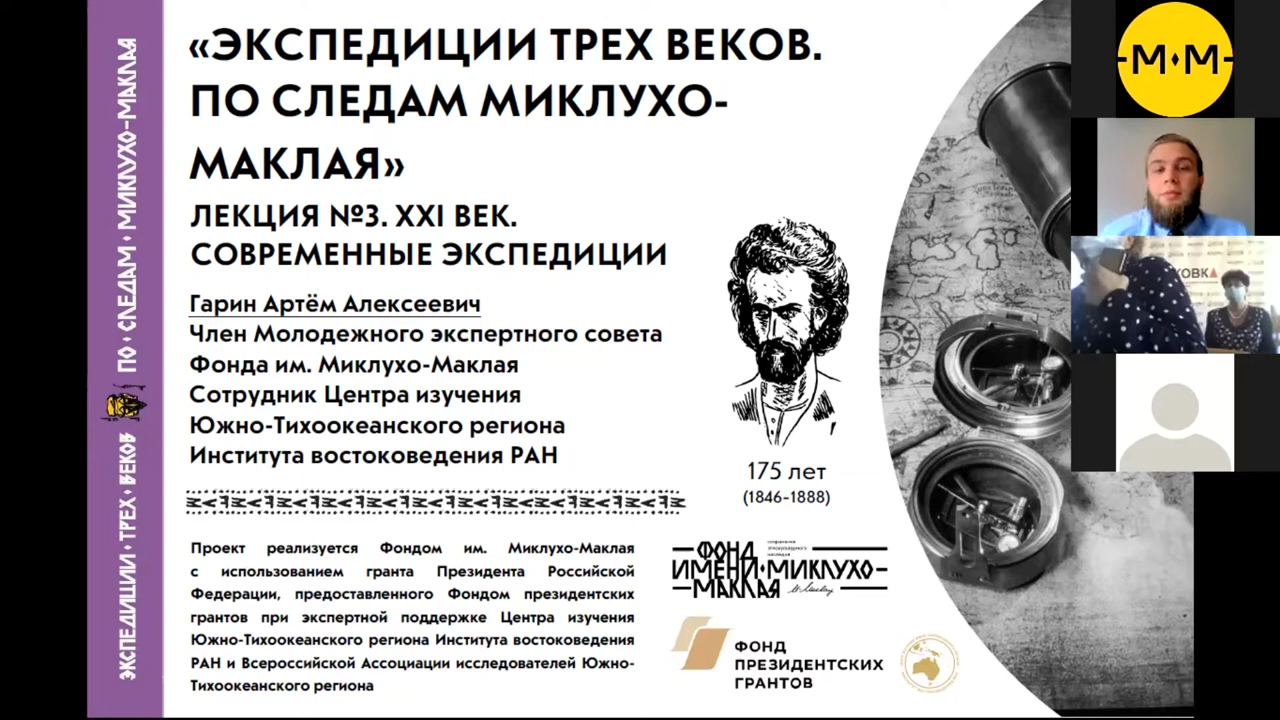 «ЭКСПЕДИЦИИ ТРЕХ ВЕКОВ.
ПО СЛЕДАМ МИКЛУХО-
МАКЛАЯ»
ЛЕКЦИЯ №3. XXI ВЕК.
СОВРЕМЕННЫЕ ЭКСПЕДИЦИИ
Гарин Артём Алексеевич
Член Молодежного экспертного совета
Фонда им. Миклухо-Маклая
Сотрудник Центра изучения
Южно-Тихоокеанского региона
Института востоковедения РАН
175 лет
(1846-1888)
Проект реализуется Фондом им. Миклухо-Маклая
с использованием гранта Президента Российской
Федерации, предоставленного Фондом президентских
грантов при экспертной поддержке Центра изучения
Южно-Тихоокеанского региона Института востоковедения
РАН и Всероссийской Ассоциации исследователей Южно-
Тихоокеанского региона
ФОНД
ИМЕНИ МИКЛУХО-
МАКЛАЯ
ФОНД
ПРЕЗИДЕНТСКИХ
ГРАНТОВ
ЭКСПЕДИЦИИ · ТРЕХ · ВЕКОВ
ПО · СЛЕДАМ · МИКЛУХО-МАКЛАЯ
-М·М-
ОВКА